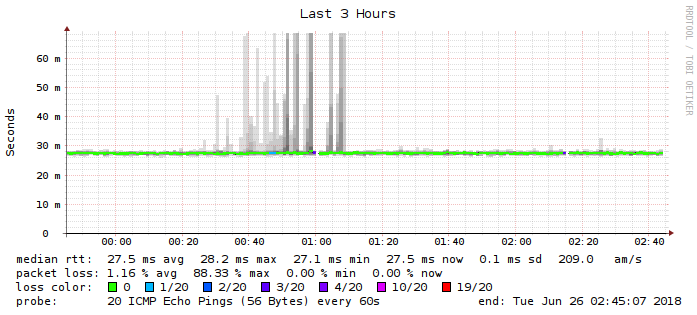 Last 3 Hours
RRDTOOL / TOBI OETIKER
Seconds
60 m
50 m
40 m
30 m
20 m
10 m
0
00:00 00:20 00:40 01:00 01:20 01:40 02:00 02:20 02:40
median rtt: 27.5 ms avg 28.2 ms max 27.1 ms min 27.5 ms now 0.1 ms sd 209.0 am/s
packet loss: 1.16 % avg 88.33 % max 0.00 % min 0.00 % now
loss color: 0 1/20 2/20 3/20 4/20 10/20 19/20
probe: 20 ICMP Echo Pings (56 Bytes) every 60s end: Tue Jun 26 02:45:07 2018